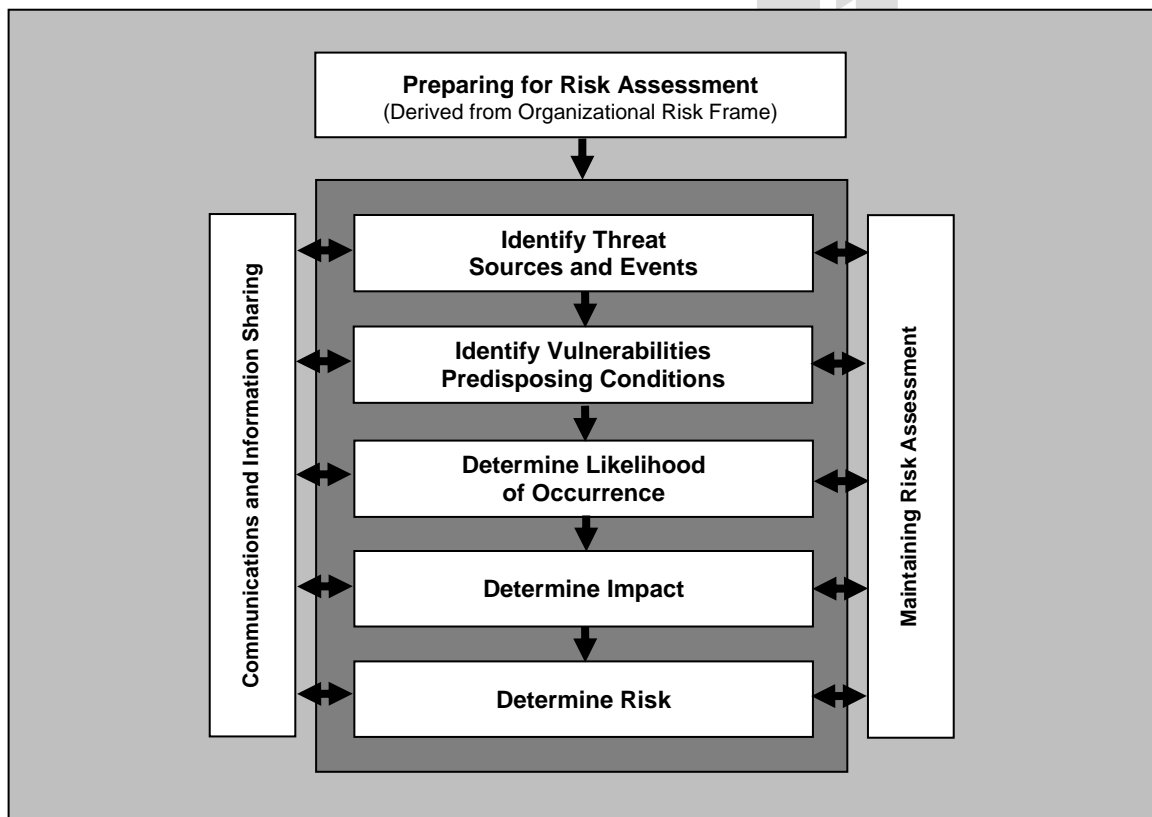 Preparing for Risk Assessment
(Derived from Organizational Risk Frame)
Communications and Information Sharing
Identify Threat
Sources and Events
Identify Vulnerabilities
Predisposing Conditions
Determine Likelihood
of Occurrence
Determine Impact
Determine Risk
Maintaining Risk Assessment